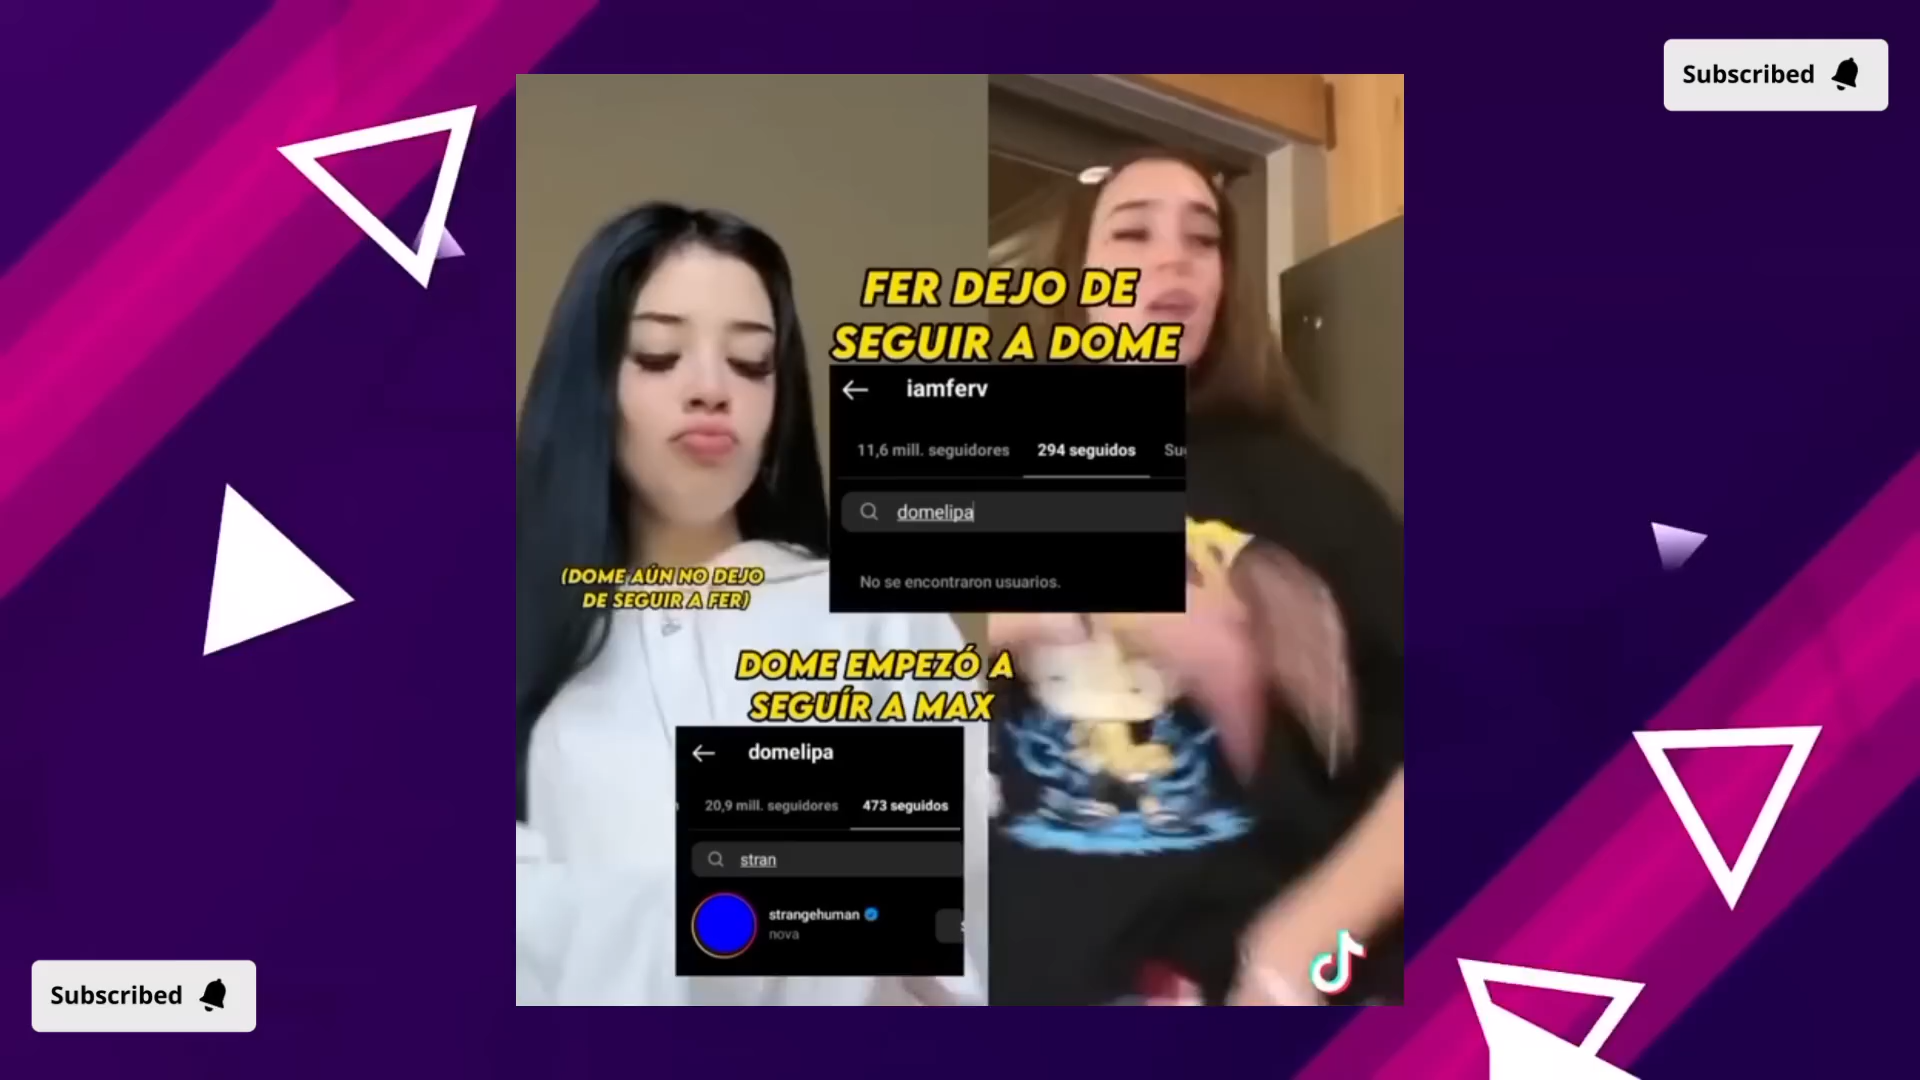 Subscribed
FER DEJO DE
SEGUIR A DOME
iamferv
11,6 mill. seguidores 294 seguidos
domelipa
No se encontraron usuarios.
(DOME AÚN NO DEJO
DE SEGUIR A FER)
DOME EMPEZÓ A
SEGUÍR A MAX
domelipa
20,9 mill. seguidores 473 seguidos
stran
strangehuman
nova
Subscribed